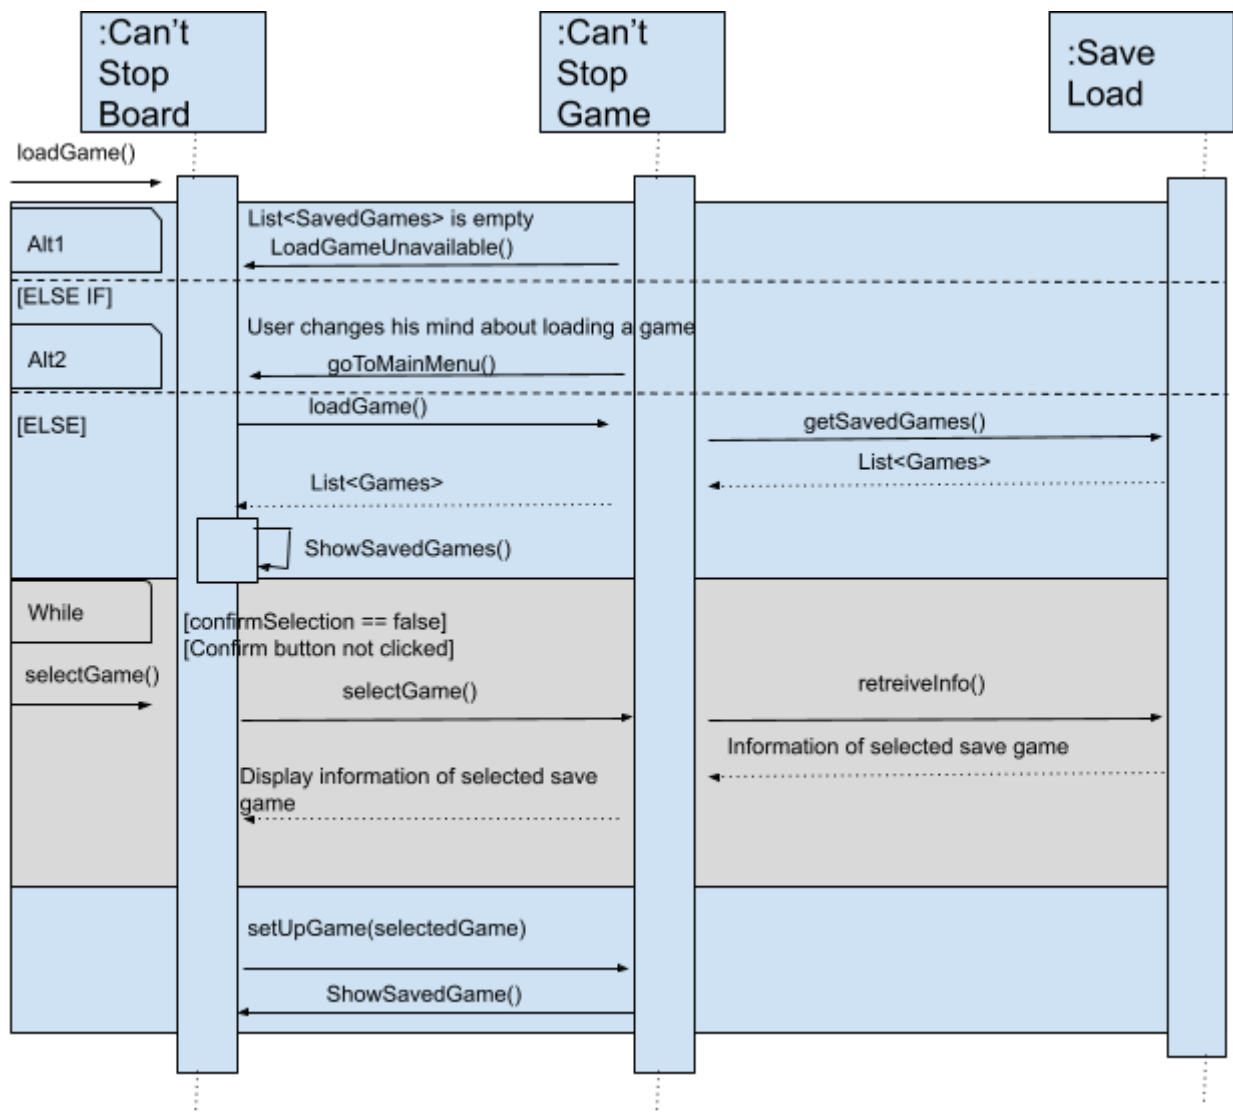 :Can't
Stop
Board
:Can't
Stop
Game
:Save
Load
loadGame()
Alt1
List<SavedGames> is empty
LoadGameUnavailable()
[ELSE IF]
Alt2
User changes his mind about loading a game
goToMainMenu()
[ELSE]
loadGame()
getSavedGames()
List<Games>
List<Games>
ShowSavedGames()
While
[confirmSelection == false]
[Confirm button not clicked]
selectGame()
selectGame()
retreiveInfo()
Information of selected save game
Display information of selected save
game
setUpGame(selectedGame)
ShowSavedGame()